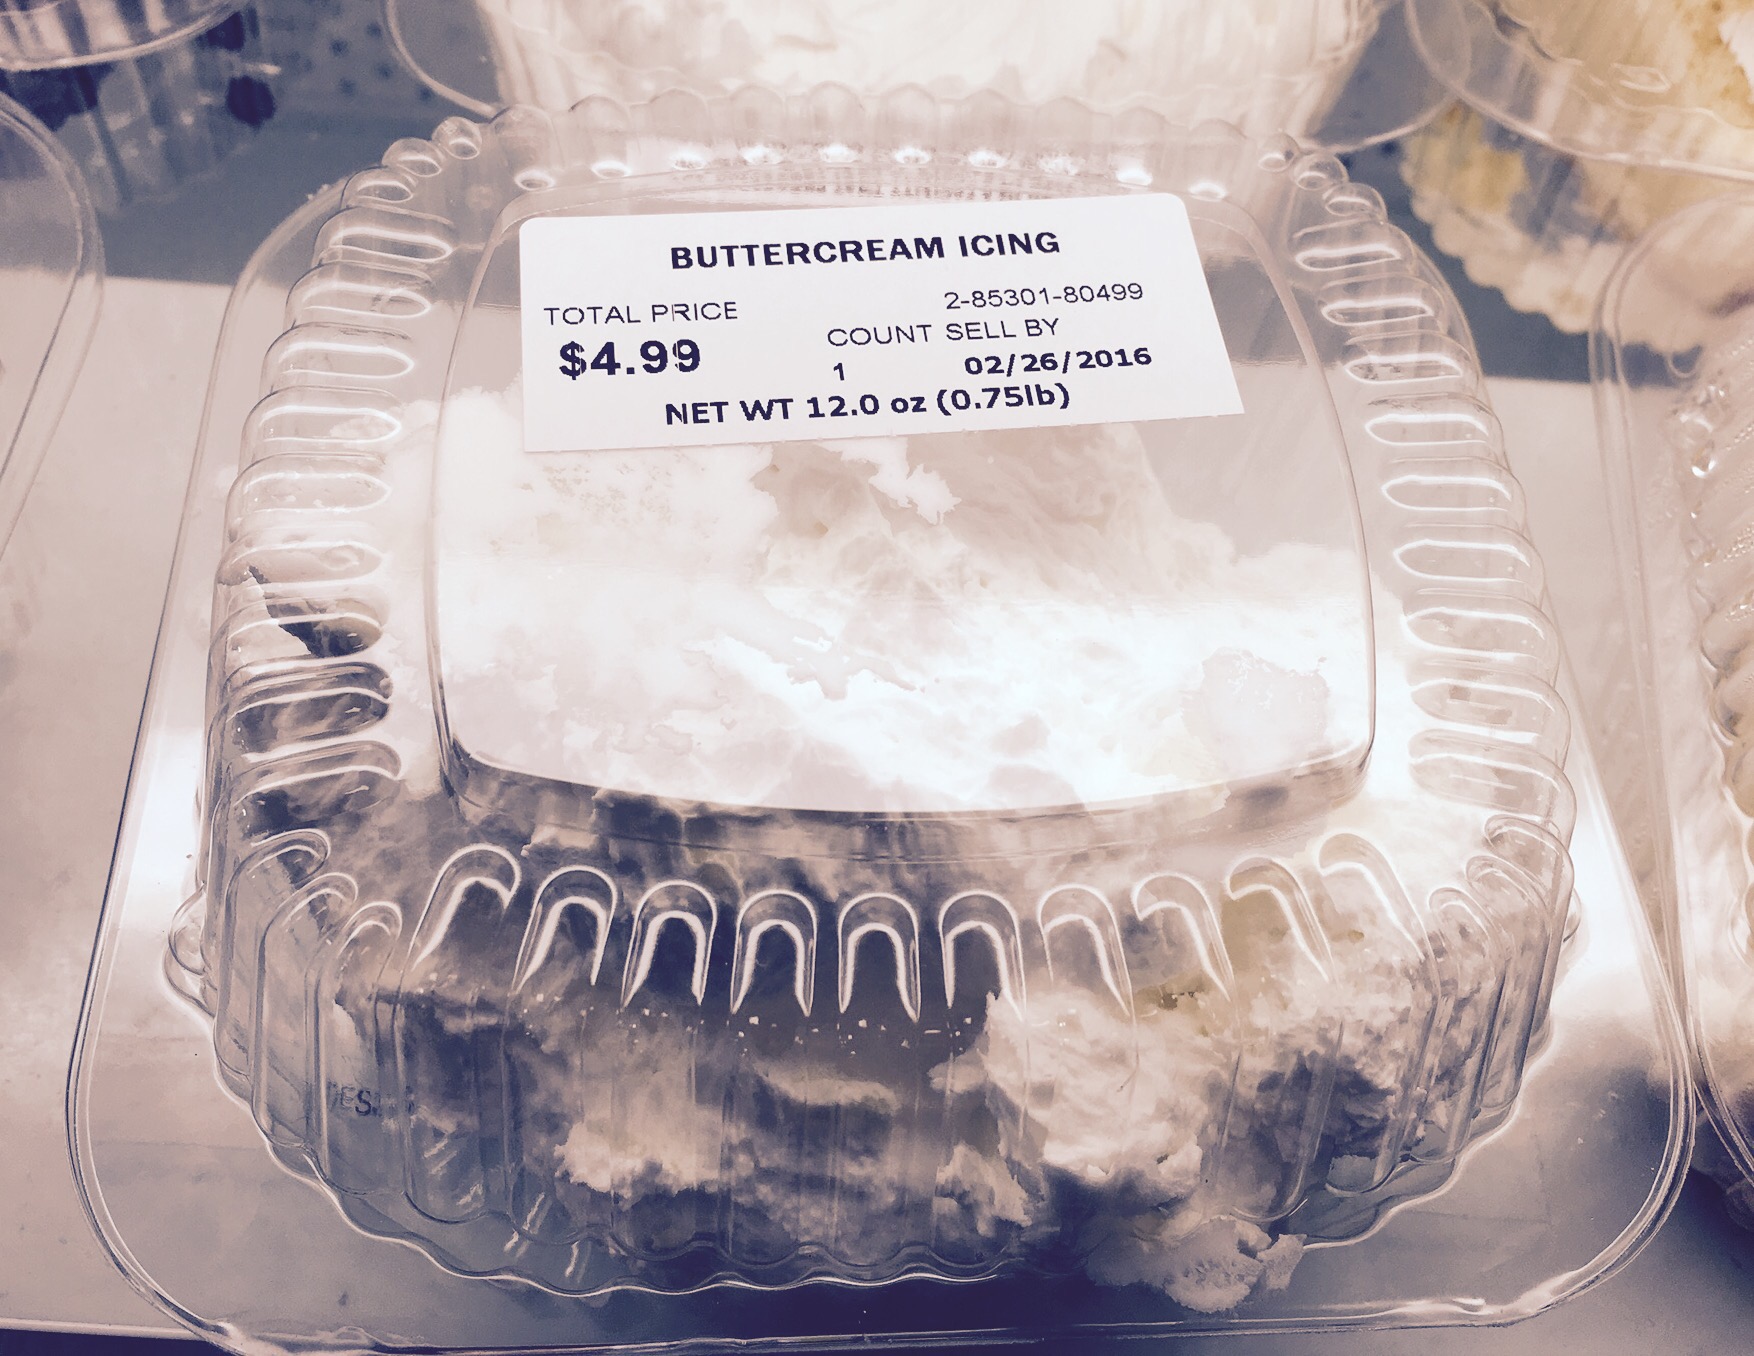 BUTTERCREAM ICING
2-85301-80499
TOTAL PRICE COUNT SELL BY
$4.99 1 02/26/2016
NET WT 12.0 oz (0.75lb)